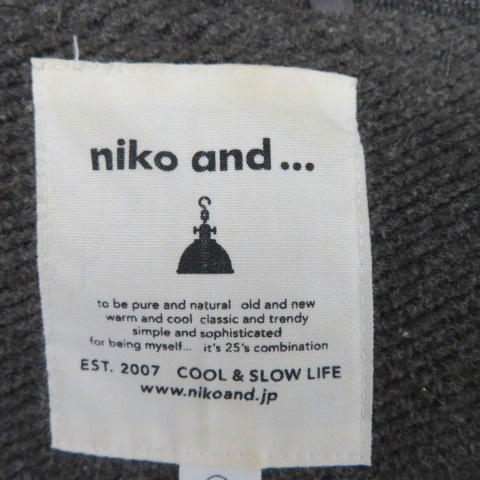 niko and...
to be pure and natural old and new
warm and cool classic and trendy
simple and sophisticated
for being myself... it's 25's combination
EST. 2007 COOL & SLOW LIFE
www.nikoand.jp